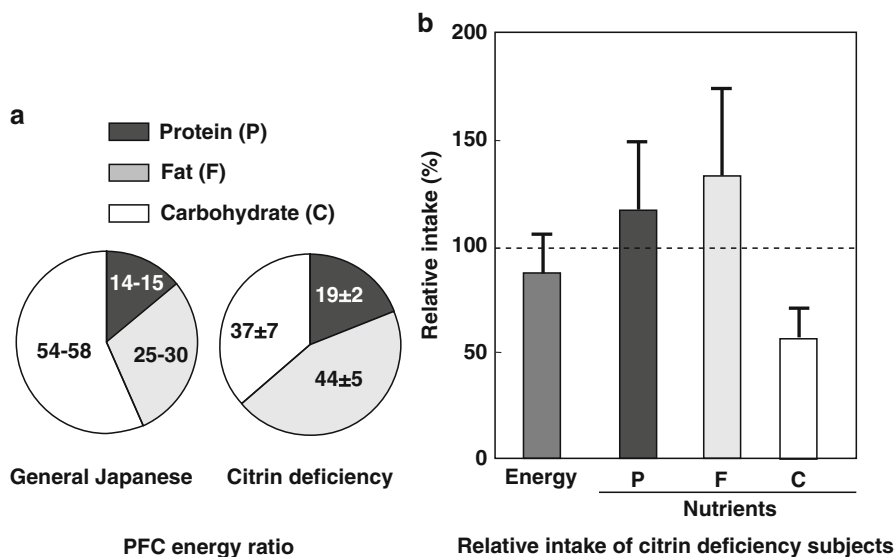 a
Protein (P)
Fat (F)
Carbohydrate (C)
14-15
54-58
25-30
General Japanese
19±2
37±7
44±5
Citrin deficiency
PFC energy ratio
b
Relative intake (%)
200
150
100
50
0
Energy
P
F
C
Nutrients
Relative intake of citrin deficiency subjects